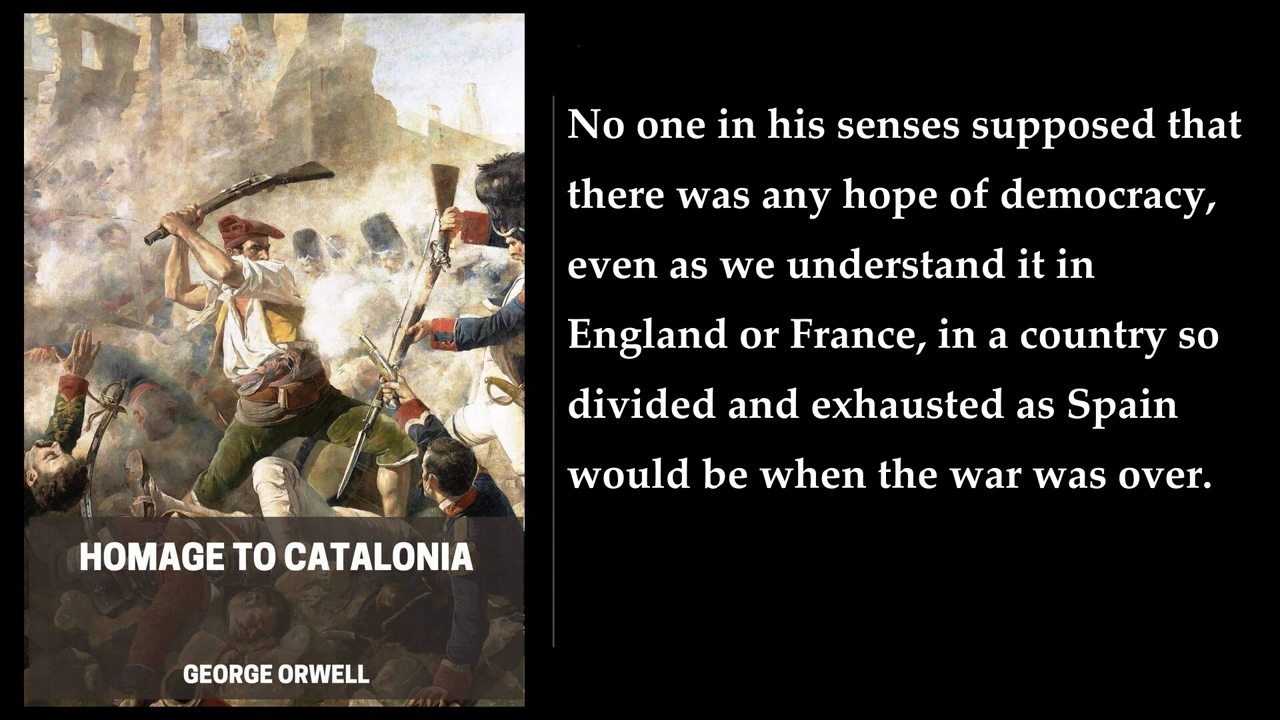 No one in his senses supposed that
there was any hope of democracy,
even as we understand it in
England or France, in a country so
divided and exhausted as Spain
would be when the war was over.
HOMAGE TO CATALONIA
GEORGE ORWELL